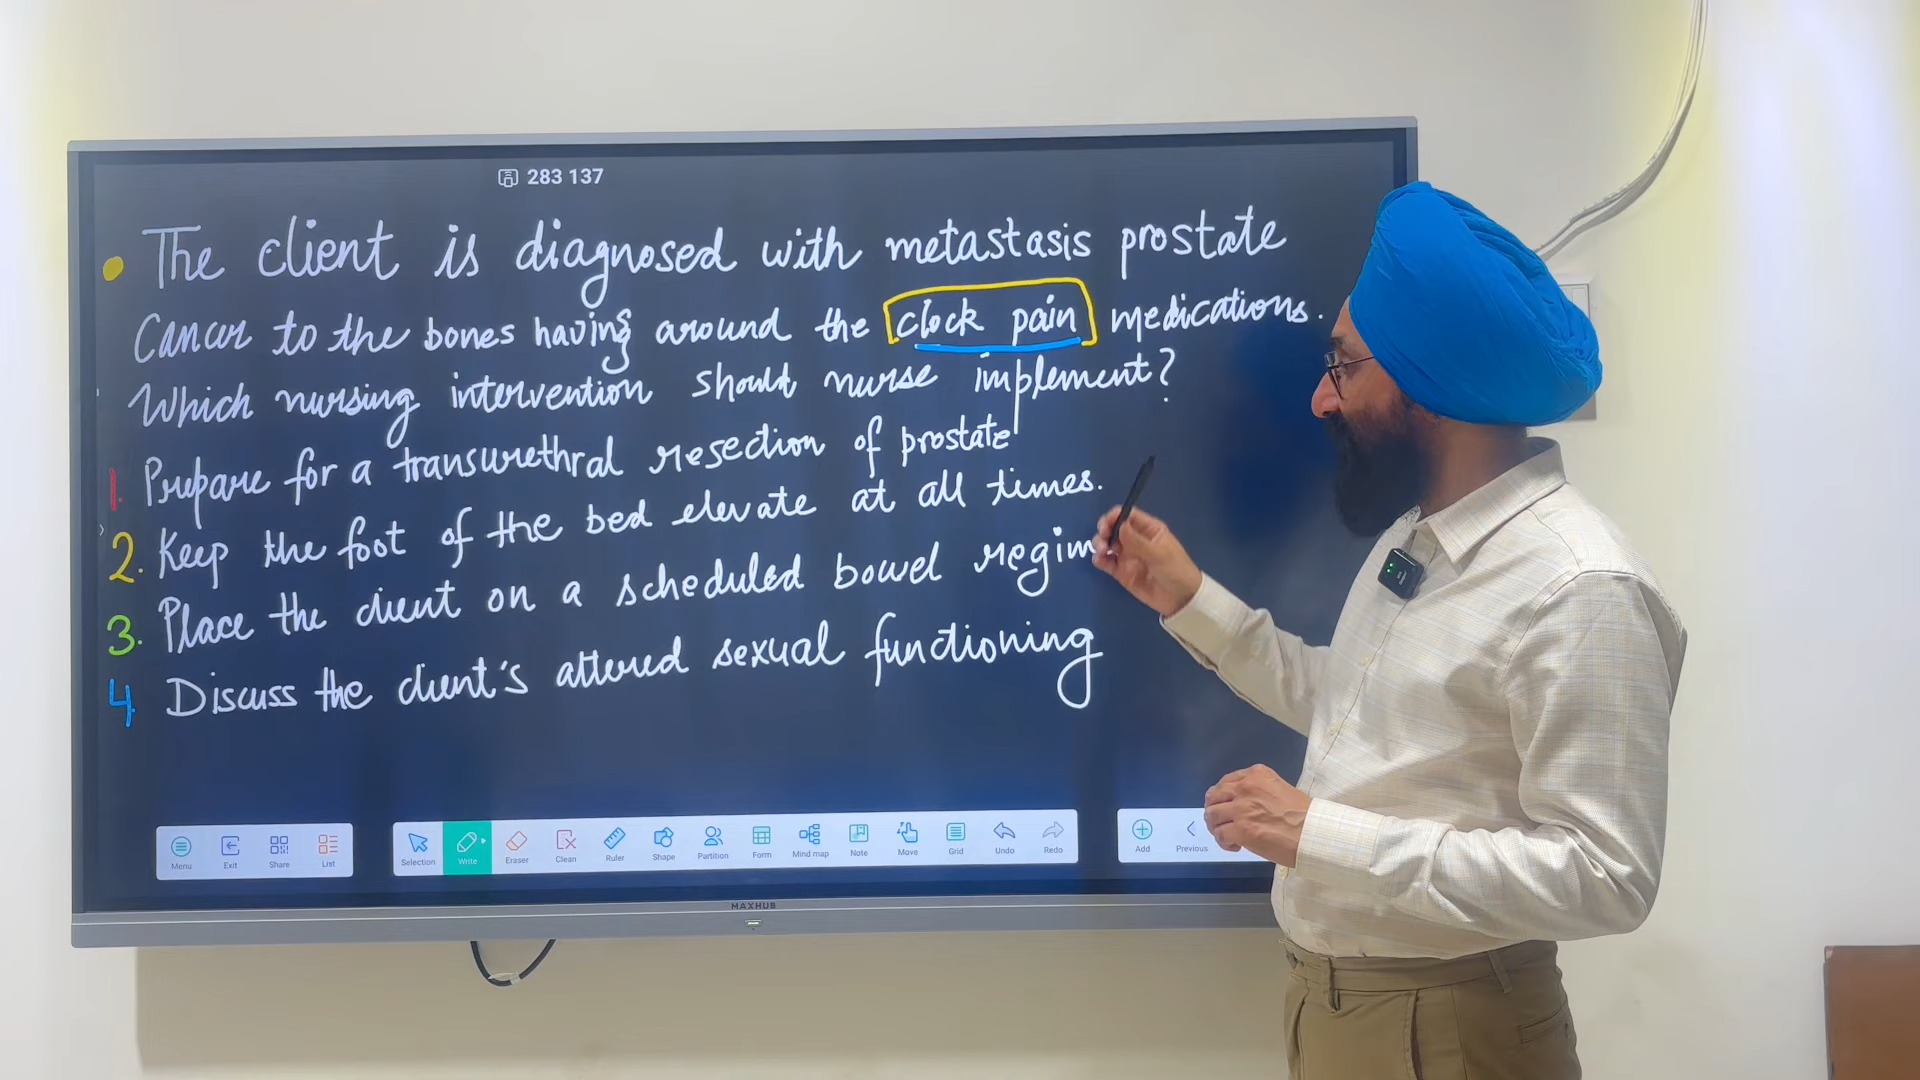 283 137
The client is diagnosed with metastasis prostate
Cancer to the bones having around the clock pain medications.
Which nursing intervention should nurse implement?
1. Prepare for a transurethral resection of prostate
2. Keep the foot of the bed elevate at all times.
3. Place the client on a scheduled bowel regim
4. Discuss the client's altered sexual functioning
Menu Exit Share List Selection Write Eraser Clean Ruler Shape Partition Form Mind map Note Move Grid Undo Redo Add Previous
MAXHUB